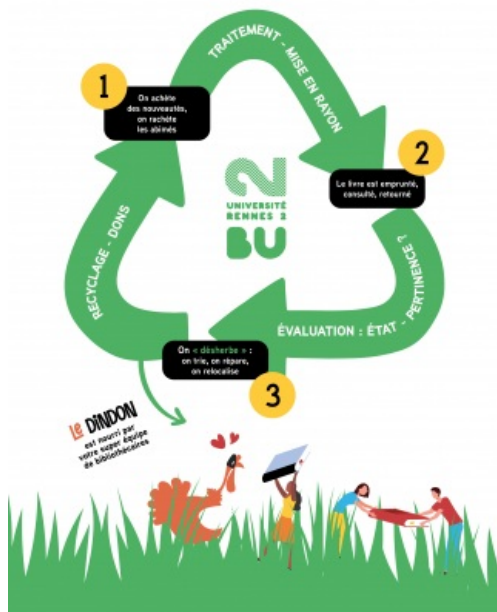 1
On achète
des nouveautés,
on rachète
les abimés
TRAITEMENT - MISE EN RAYON
2
Le livre est emprunté,
consulté, retourné
ÉVALUATION : ÉTAT - PERTINENCE ?
3
On « désherbe » :
on trie, on répare,
on relocalise
RECYCLAGE - DONS
2
UNIVERSITÉ
RENNES 2
BU
Le DiNDON
est nourri par
votre super équipe
de bibliothécaires